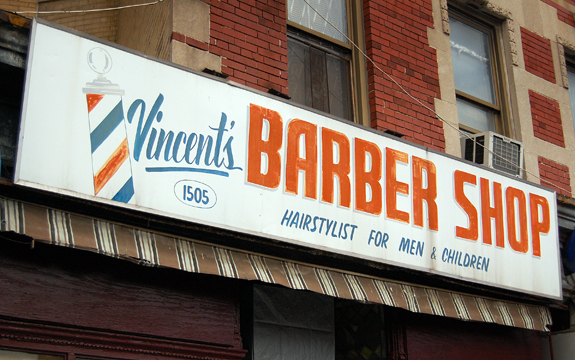 Vincent's
BARBER SHOP
1505
HAIRSTYLIST FOR MEN & CHILDREN